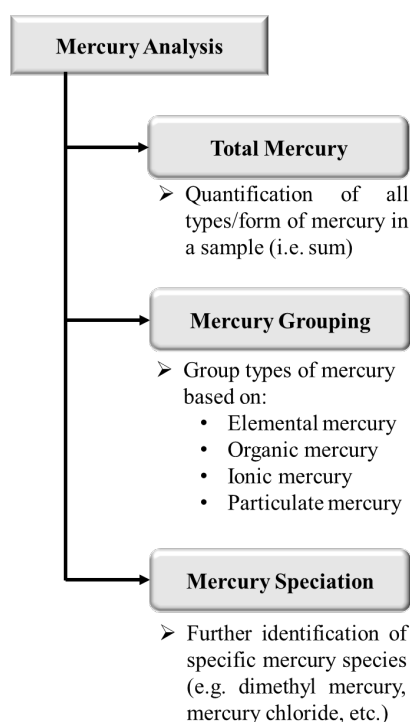 Mercury Analysis
Total Mercury
➢ Quantification of all
types/form of mercury in
a sample (i.e. sum)
Mercury Grouping
➢ Group types of mercury
based on:
• Elemental mercury
• Organic mercury
• Ionic mercury
• Particulate mercury
Mercury Speciation
➢ Further identification of
specific mercury species
(e.g. dimethyl mercury,
mercury chloride, etc.)